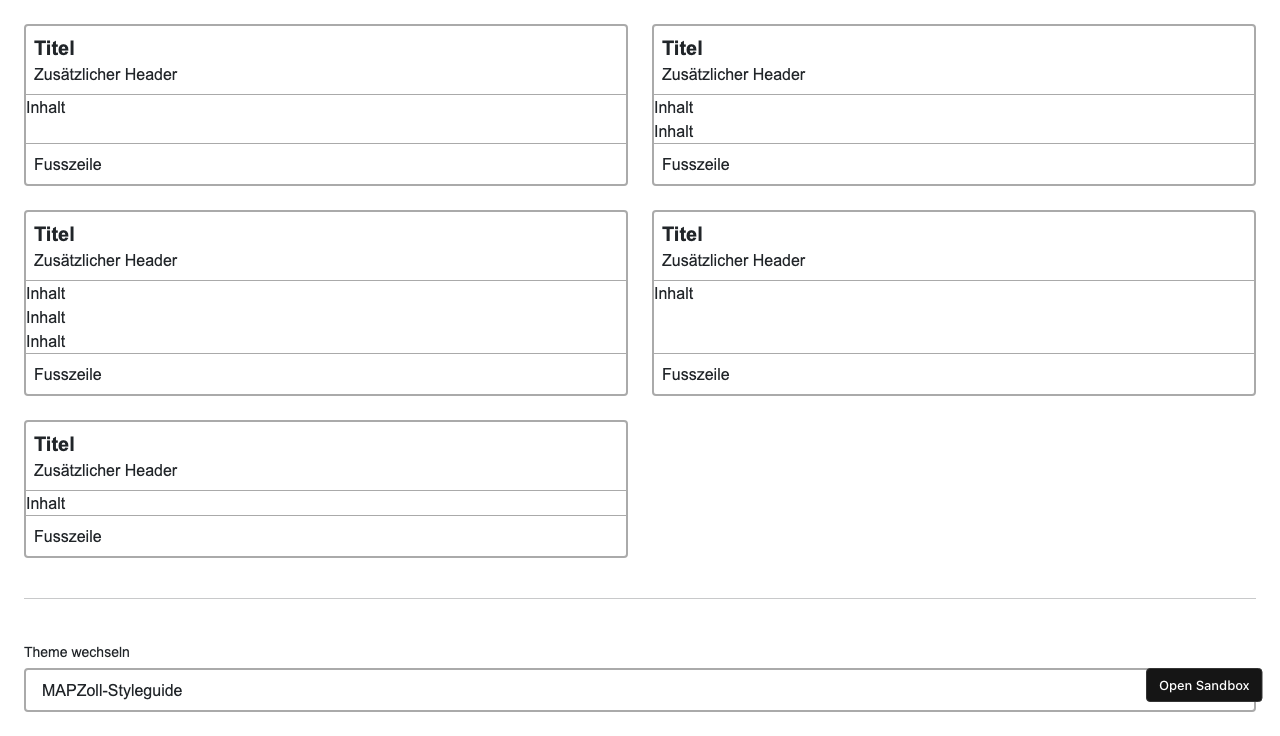 Titel
Zusätzlicher Header
Inhalt
Fusszeile
Titel
Zusätzlicher Header
Inhalt
Inhalt
Fusszeile
Titel
Zusätzlicher Header
Inhalt
Inhalt
Inhalt
Fusszeile
Titel
Zusätzlicher Header
Inhalt
Fusszeile
Titel
Zusätzlicher Header
Inhalt
Fusszeile
Theme wechseln
MAPZoll-Styleguide
Open Sandbox